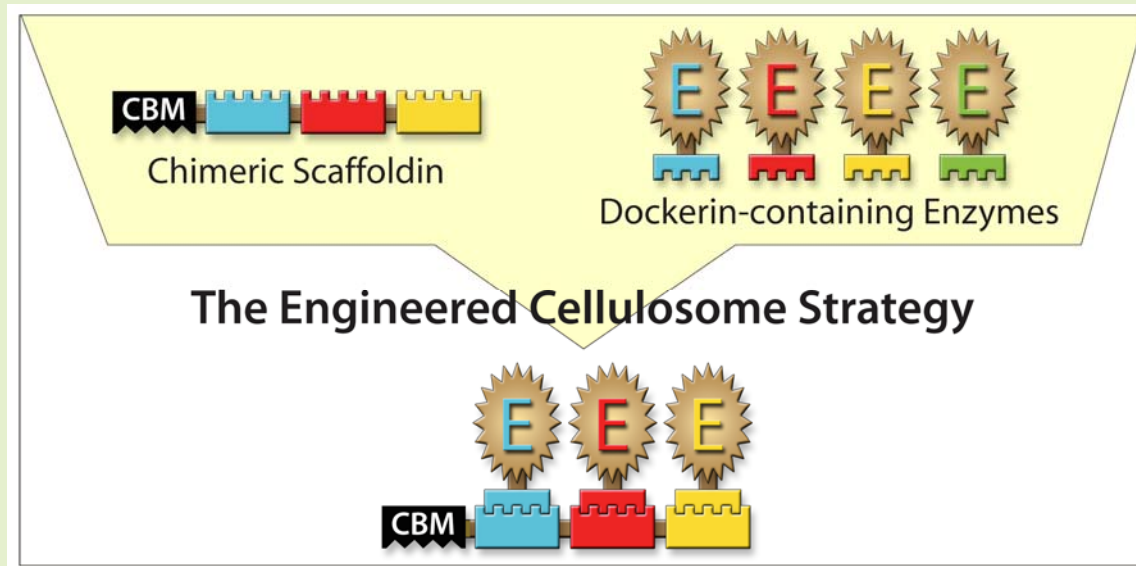 CBM
Chimeric Scaffoldin
E E E E
Dockerin-containing Enzymes
The Engineered Cellulosome Strategy
E E E
CBM